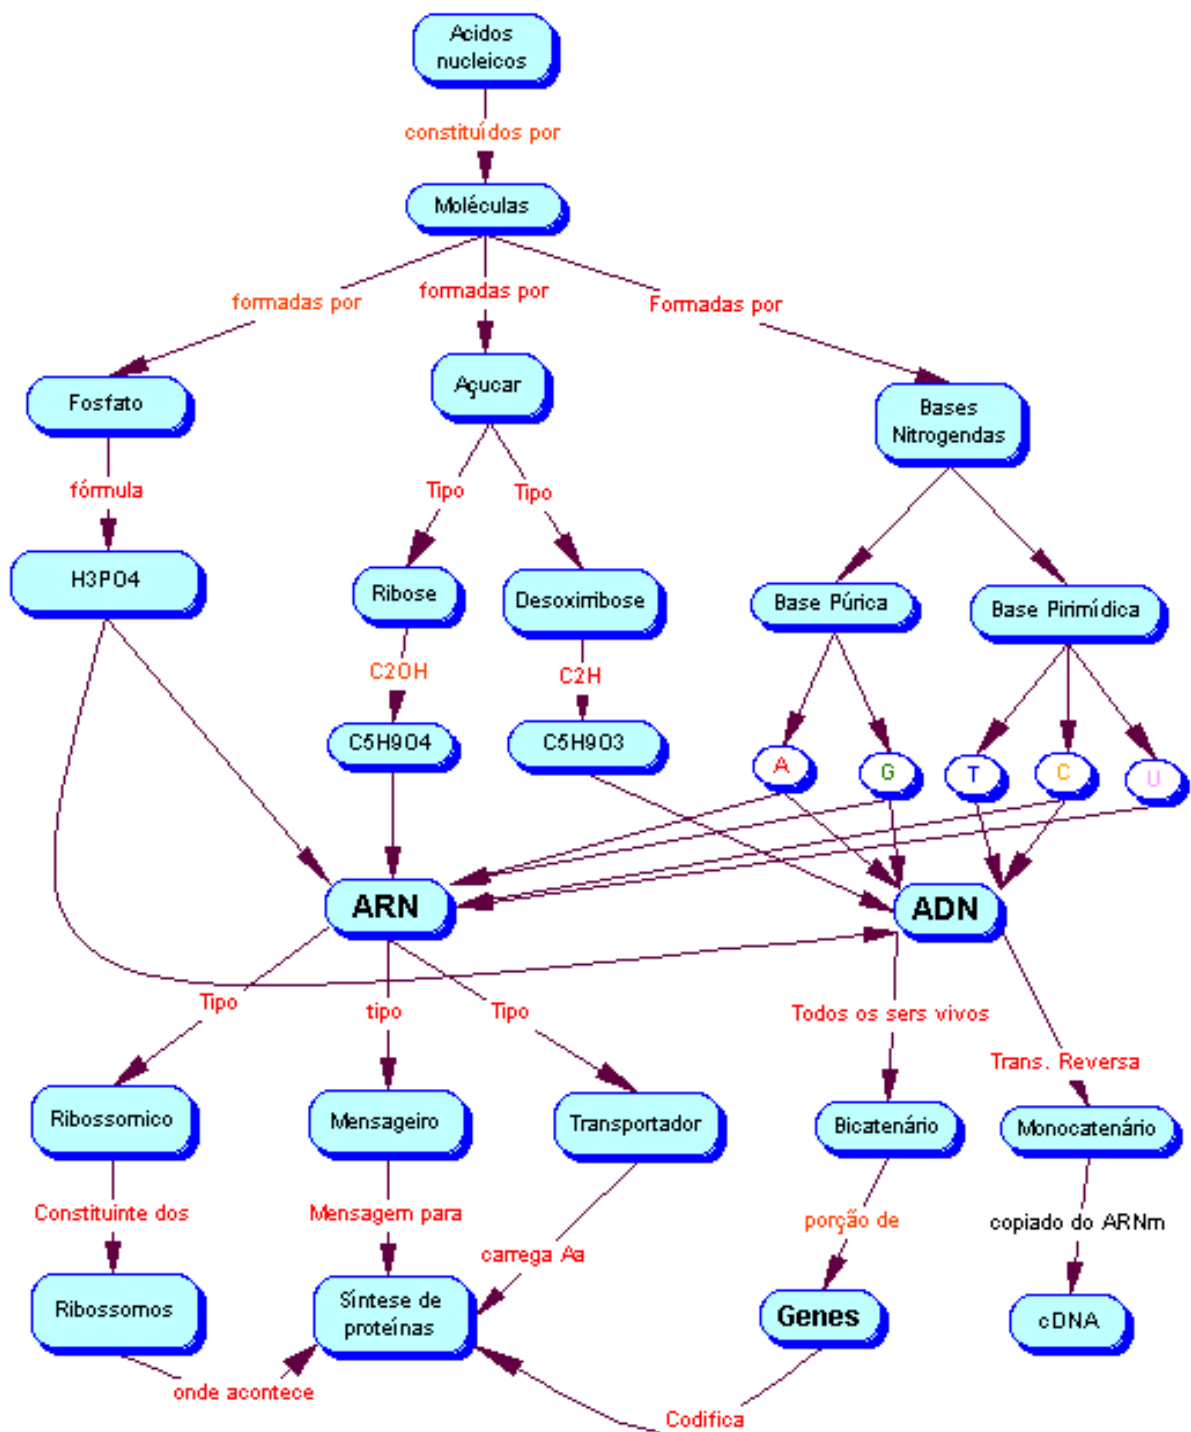 Acidos
nucleicos
constituídos por
Moléculas
formadas por
formadas por
Formadas por
Fosfato
Açucar
Bases
Nitrogendas
fórmula
Tipo
Tipo
H3PO4
Ribose
Desoxirribose
Base Púrica
Base Pirimídica
C2OH
C2H
C5H9O4
C5H9O3
A
G
T
C
U
ARN
ADN
Tipo
tipo
Tipo
Todos os sers vivos
Trans. Reversa
Ribossomico
Mensageiro
Transportador
Bicatenário
Monocatenário
Constituinte dos
Mensagem para
carrega Aa
porção de
copiado do ARNm
Ribossomos
Síntese de
proteínas
Genes
cDNA
onde acontece
Codifica